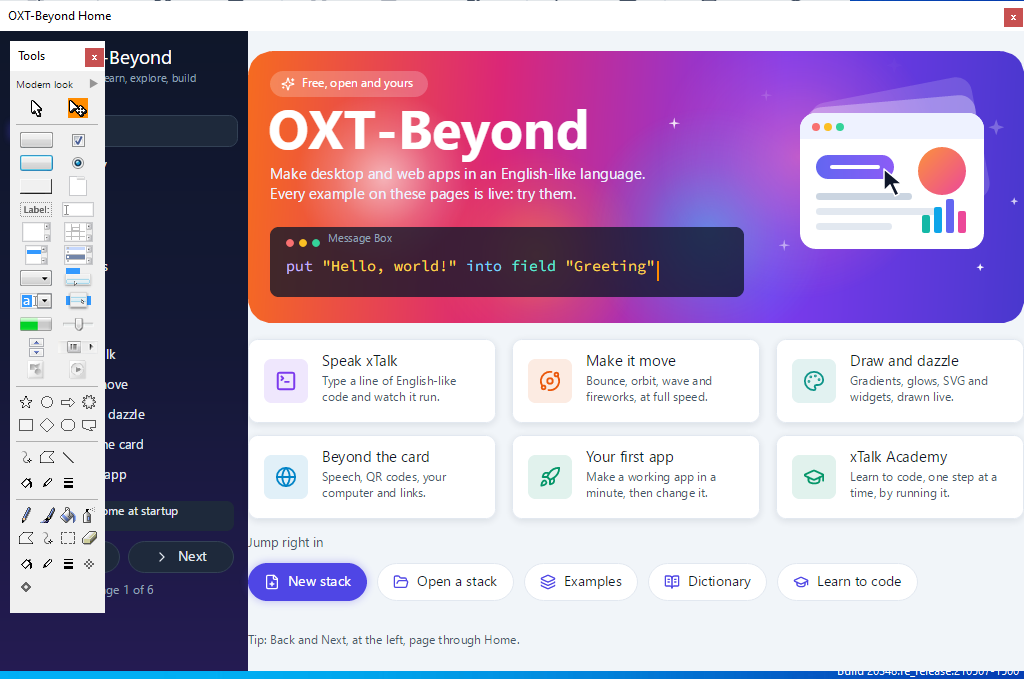 OXT-Beyond Home
Tools
Modern look
Label:
-Beyond
earn, explore, build
ove
dazzle
e card
app
ome at startup
Next
ge 1 of 6
Free, open and yours
OXT-Beyond
Make desktop and web apps in an English-like language.
Every example on these pages is live: try them.
Message Box
put "Hello, world!" into field "Greeting"
Speak xTalk
Type a line of English-like
code and watch it run.
Make it move
Bounce, orbit, wave and
fireworks, at full speed.
Draw and dazzle
Gradients, glows, SVG and
widgets, drawn live.
Beyond the card
Speech, QR codes, your
computer and links.
Your first app
Make a working app in a
minute, then change it.
xTalk Academy
Learn to code, one step at a
time, by running it.
Jump right in
New stack
Open a stack
Examples
Dictionary
Learn to code
Tip: Back and Next, at the left, page through Home.